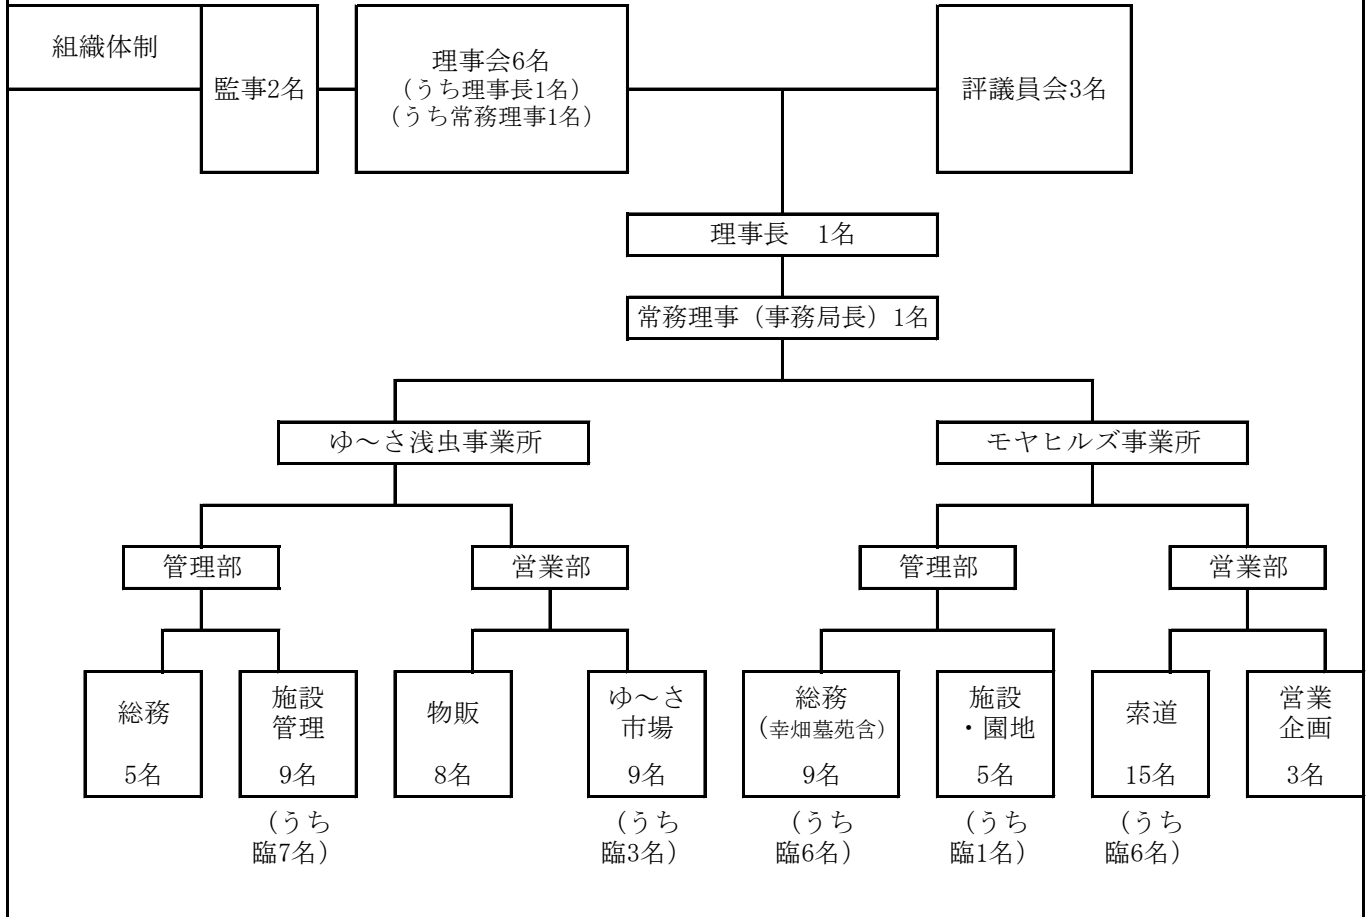 組織体制
監事2名
理事会6名
（うち理事長1名）
（うち常務理事1名）
評議員会3名
理事長　1名
常務理事（事務局長）1名
ゆ～さ浅虫事業所
モヤヒルズ事業所
管理部
営業部
管理部
営業部
総務
5名
施設
管理
9名
（うち
臨7名）
物販
8名
ゆ～さ
市場
9名
（うち
臨3名）
総務
（幸畑墓苑含）
9名
（うち
臨6名）
施設
・園地
5名
（うち
臨1名）
索道
15名
（うち
臨6名）
営業
企画
3名